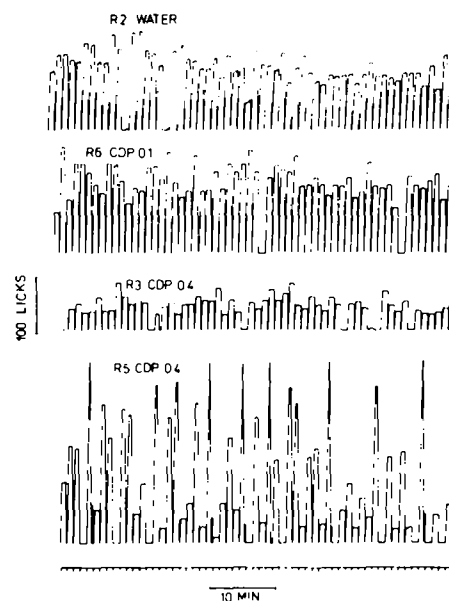 R2 WATER
R6 CDP 01
R3 CDP 04
100 LICKS
R5 CDP 04
10 MIN